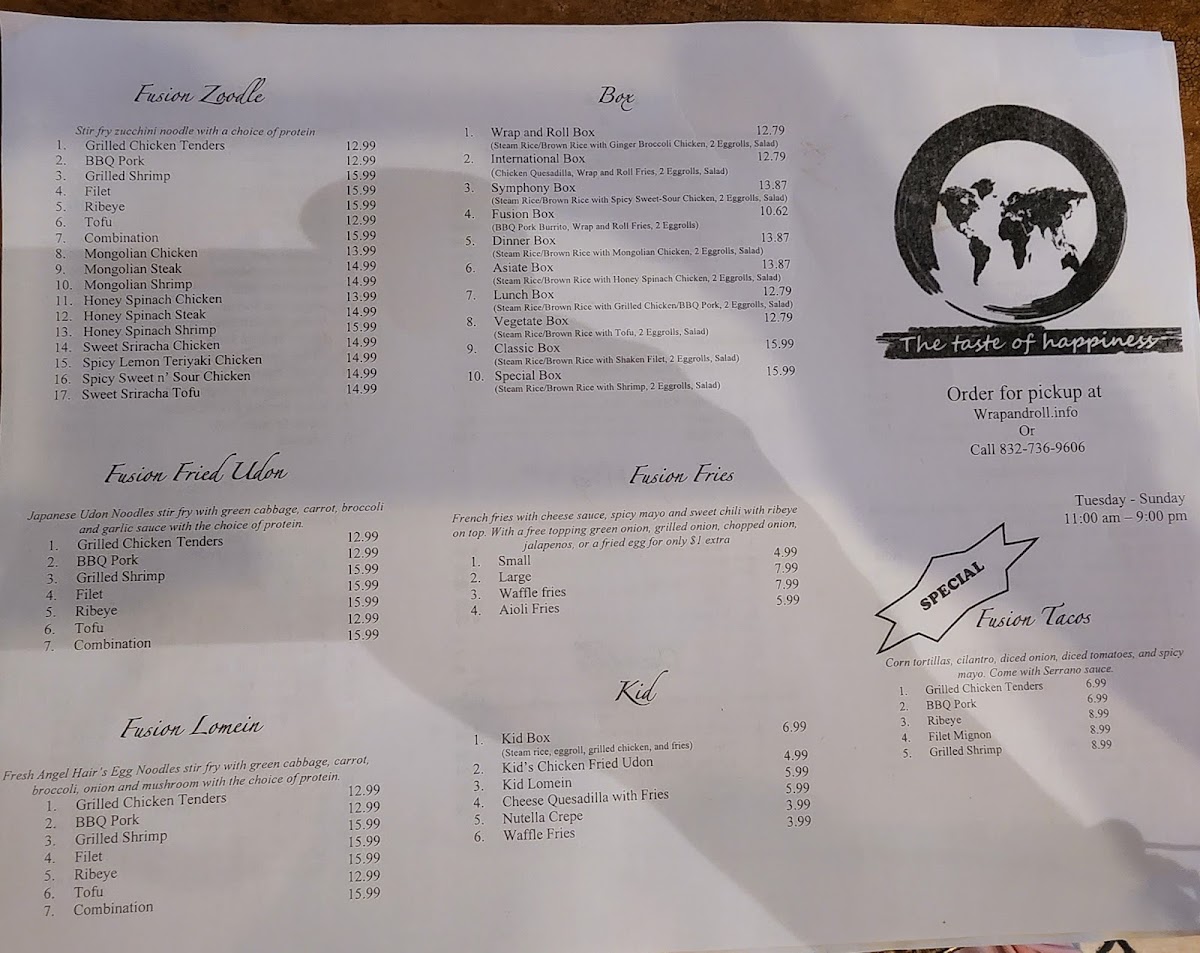 Fusion Zoodle
Stir fry zucchini noodle with a choice of protein
1. Grilled Chicken Tenders 12.99
2. BBQ Pork 12.99
3. Grilled Shrimp 15.99
4. Filet 15.99
5. Ribeye 15.99
6. Tofu 12.99
7. Combination 15.99
8. Mongolian Chicken 13.99
9. Mongolian Steak 14.99
10. Mongolian Shrimp 14.99
11. Honey Spinach Chicken 13.99
12. Honey Spinach Steak 14.99
13. Honey Spinach Shrimp 15.99
14. Sweet Sriracha Chicken 14.99
15. Spicy Lemon Teriyaki Chicken 14.99
16. Spicy Sweet n' Sour Chicken 14.99
17. Sweet Sriracha Tofu 14.99
Fusion Fried Udon
Japanese Udon Noodles stir fry with green cabbage, carrot, broccoli
and garlic sauce with the choice of protein.
1. Grilled Chicken Tenders 12.99
2. BBQ Pork 12.99
3. Grilled Shrimp 15.99
4. Filet 15.99
5. Ribeye 15.99
6. Tofu 12.99
7. Combination 15.99
Fusion Lomein
Fresh Angel Hair's Egg Noodles stir fry with green cabbage, carrot,
broccoli, onion and mushroom with the choice of protein.
1. Grilled Chicken Tenders 12.99
2. BBQ Pork 12.99
3. Grilled Shrimp 15.99
4. Filet 15.99
5. Ribeye 15.99
6. Tofu 12.99
7. Combination 15.99
Box
1. Wrap and Roll Box 12.79
(Steam Rice/Brown Rice with Ginger Broccoli Chicken, 2 Eggrolls, Salad)
2. International Box 12.79
(Chicken Quesadilla, Wrap and Roll Fries, 2 Eggrolls, Salad)
3. Symphony Box 13.87
(Steam Rice/Brown Rice with Spicy Sweet-Sour Chicken, 2 Eggrolls, Salad)
4. Fusion Box 10.62
(BBQ Pork Burrito, Wrap and Roll Fries, 2 Eggrolls)
5. Dinner Box 13.87
(Steam Rice/Brown Rice with Mongolian Chicken, 2 Eggrolls, Salad)
6. Asiate Box 13.87
(Steam Rice/Brown Rice with Honey Spinach Chicken, 2 Eggrolls, Salad)
7. Lunch Box 12.79
(Steam Rice/Brown Rice with Grilled Chicken/BBQ Pork, 2 Eggrolls, Salad)
8. Vegetate Box 12.79
(Steam Rice/Brown Rice with Tofu, 2 Eggrolls, Salad)
9. Classic Box 15.99
(Steam Rice/Brown Rice with Shaken Filet, 2 Eggrolls, Salad)
10. Special Box 15.99
(Steam Rice/Brown Rice with Shrimp, 2 Eggrolls, Salad)
Fusion Fries
French fries with cheese sauce, spicy mayo and sweet chili with ribeye
on top. With a free topping green onion, grilled onion, chopped onion,
jalapenos, or a fried egg for only $1 extra
1. Small 4.99
2. Large 7.99
3. Waffle fries 7.99
4. Aioli Fries 5.99
Kid
1. Kid Box 6.99
(Steam rice, eggroll, grilled chicken, and fries)
2. Kid's Chicken Fried Udon 4.99
3. Kid Lomein 5.99
4. Cheese Quesadilla with Fries 5.99
5. Nutella Crepe 3.99
6. Waffle Fries 3.99
The taste of happiness
Order for pickup at
Wrapandroll.info
Or
Call 832-736-9606
Tuesday - Sunday
11:00 am – 9:00 pm
SPECIAL
Fusion Tacos
Corn tortillas, cilantro, diced onion, diced tomatoes, and spicy
mayo. Come with Serrano sauce.
1. Grilled Chicken Tenders 6.99
2. BBQ Pork 6.99
3. Ribeye 8.99
4. Filet Mignon 8.99
5. Grilled Shrimp 8.99